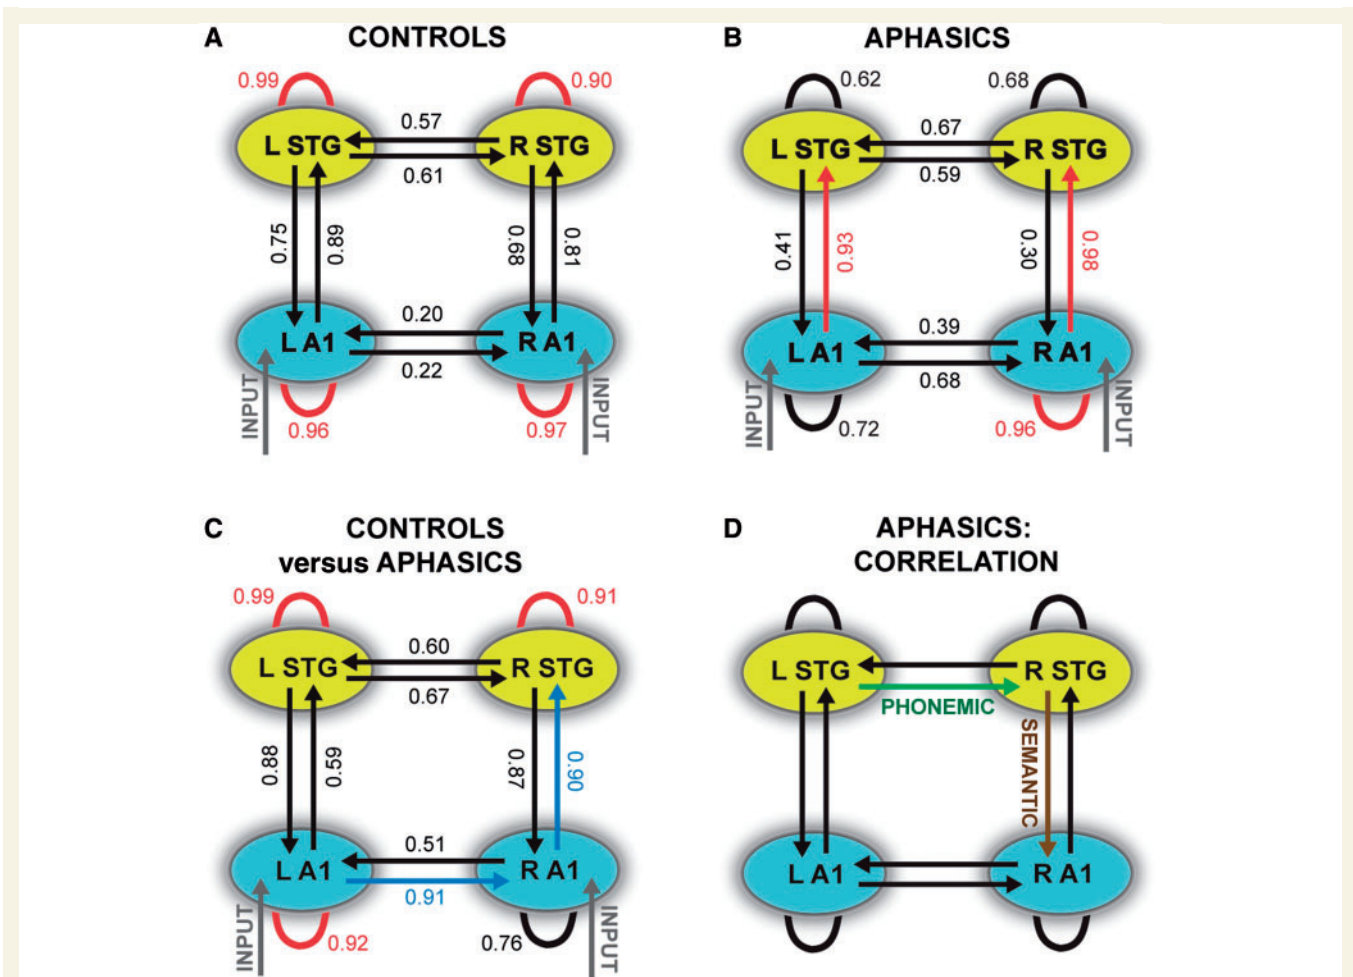 A
CONTROLS
0.99
0.90
L STG
0.57
R STG
0.61
0.75
0.89
0.68
0.81
0.20
L A1
R A1
0.22
INPUT
INPUT
0.96
0.97
B
APHASICS
0.62
0.68
L STG
0.67
R STG
0.59
0.41
0.93
0.30
0.98
0.39
L A1
R A1
0.68
INPUT
INPUT
0.72
0.96
C
CONTROLS
versus APHASICS
0.99
0.91
0.60
L STG
R STG
0.67
0.88
0.59
0.87
0.90
0.51
L A1
R A1
0.91
INPUT
INPUT
0.92
0.76
D
APHASICS:
CORRELATION
L STG
R STG
PHONEMIC
SEMANTIC
L A1
R A1